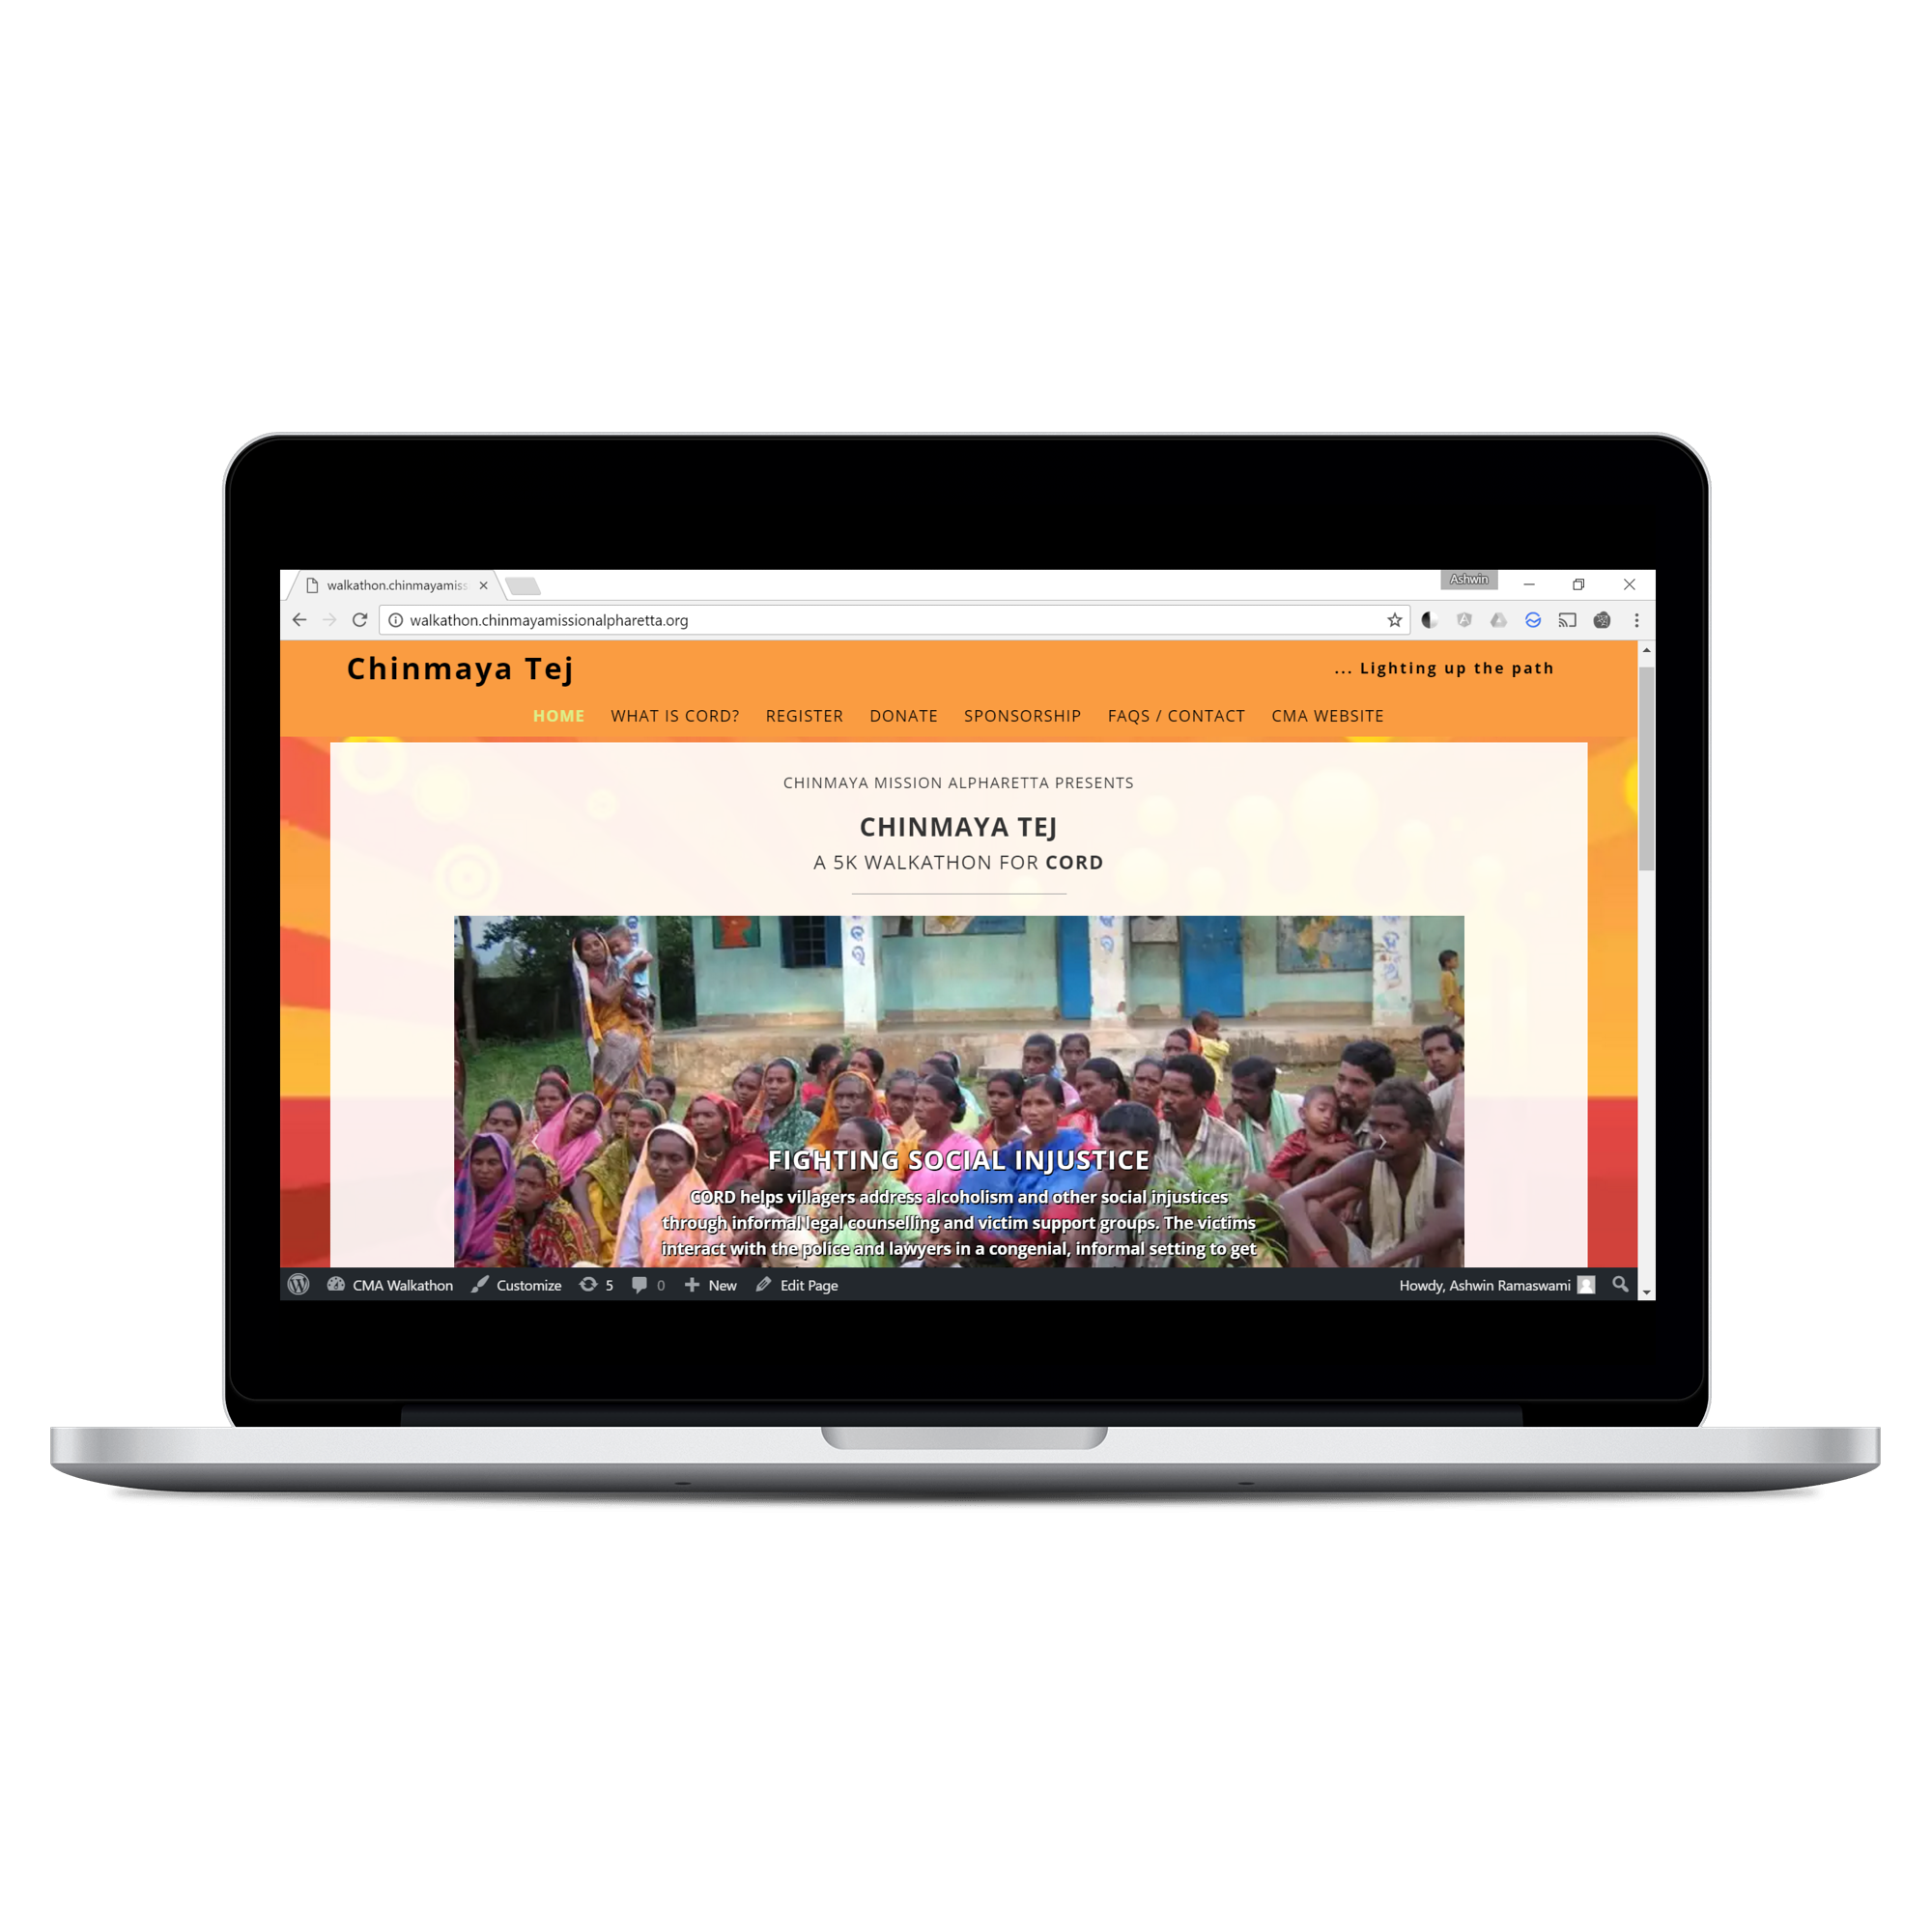 walkathon.chinmayamiss
Ashwin
walkathon.chinmayamissionalpharetta.org
Chinmaya Tej
... Lighting up the path
HOME WHAT IS CORD? REGISTER DONATE SPONSORSHIP FAQS / CONTACT CMA WEBSITE
CHINMAYA MISSION ALPHARETTA PRESENTS
CHINMAYA TEJ
A 5K WALKATHON FOR CORD
FIGHTING SOCIAL INJUSTICE
CORD helps villagers address alcoholism and other social injustices
through informal legal counselling and victim support groups. The victims
interact with the police and lawyers in a congenial, informal setting to get
CMA Walkathon Customize 5 0 New Edit Page
Howdy, Ashwin Ramaswami